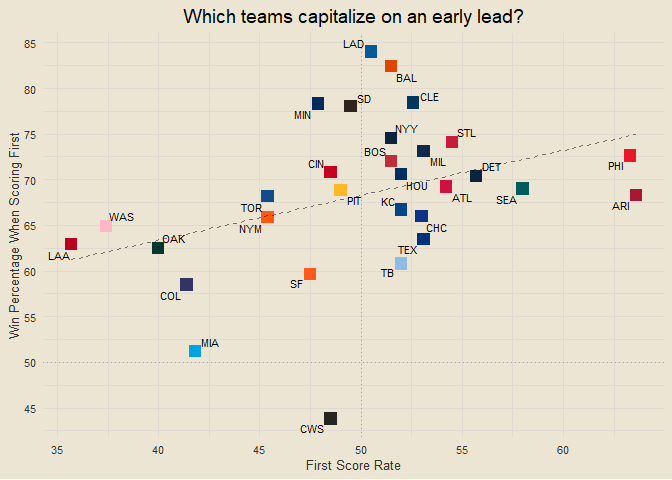 Which teams capitalize on an early lead?
Win Percentage When Scoring First
85
80
75
70
65
60
55
50
45
LAD
BAL
MIN
SD
CLE
NYY
STL
BOS
MIL
CIN
HOU
DET
PHI
TOR
PIT
KC
ATL
SEA
ARI
WAS
NYM
CHC
OAK
TEX
LAA
TB
COL
SF
MIA
CWS
35
40
45
50
55
60
First Score Rate